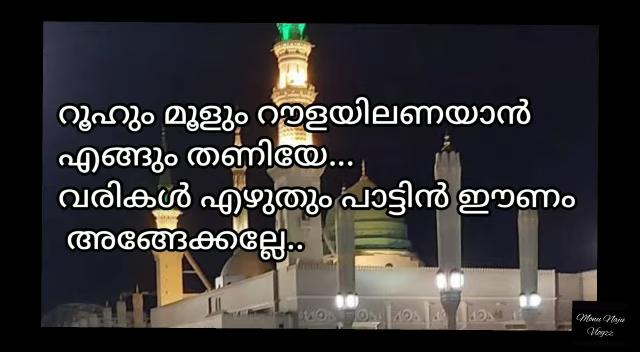 റൂഹും മൂളും റൗളയിലണയാൻ
എങ്ങും തണിയേ...
വരികൾ എഴുതും പാട്ടിൻ ഈണം
അങ്ങേക്കല്ലേ..
Monu Naju
Vlogzz